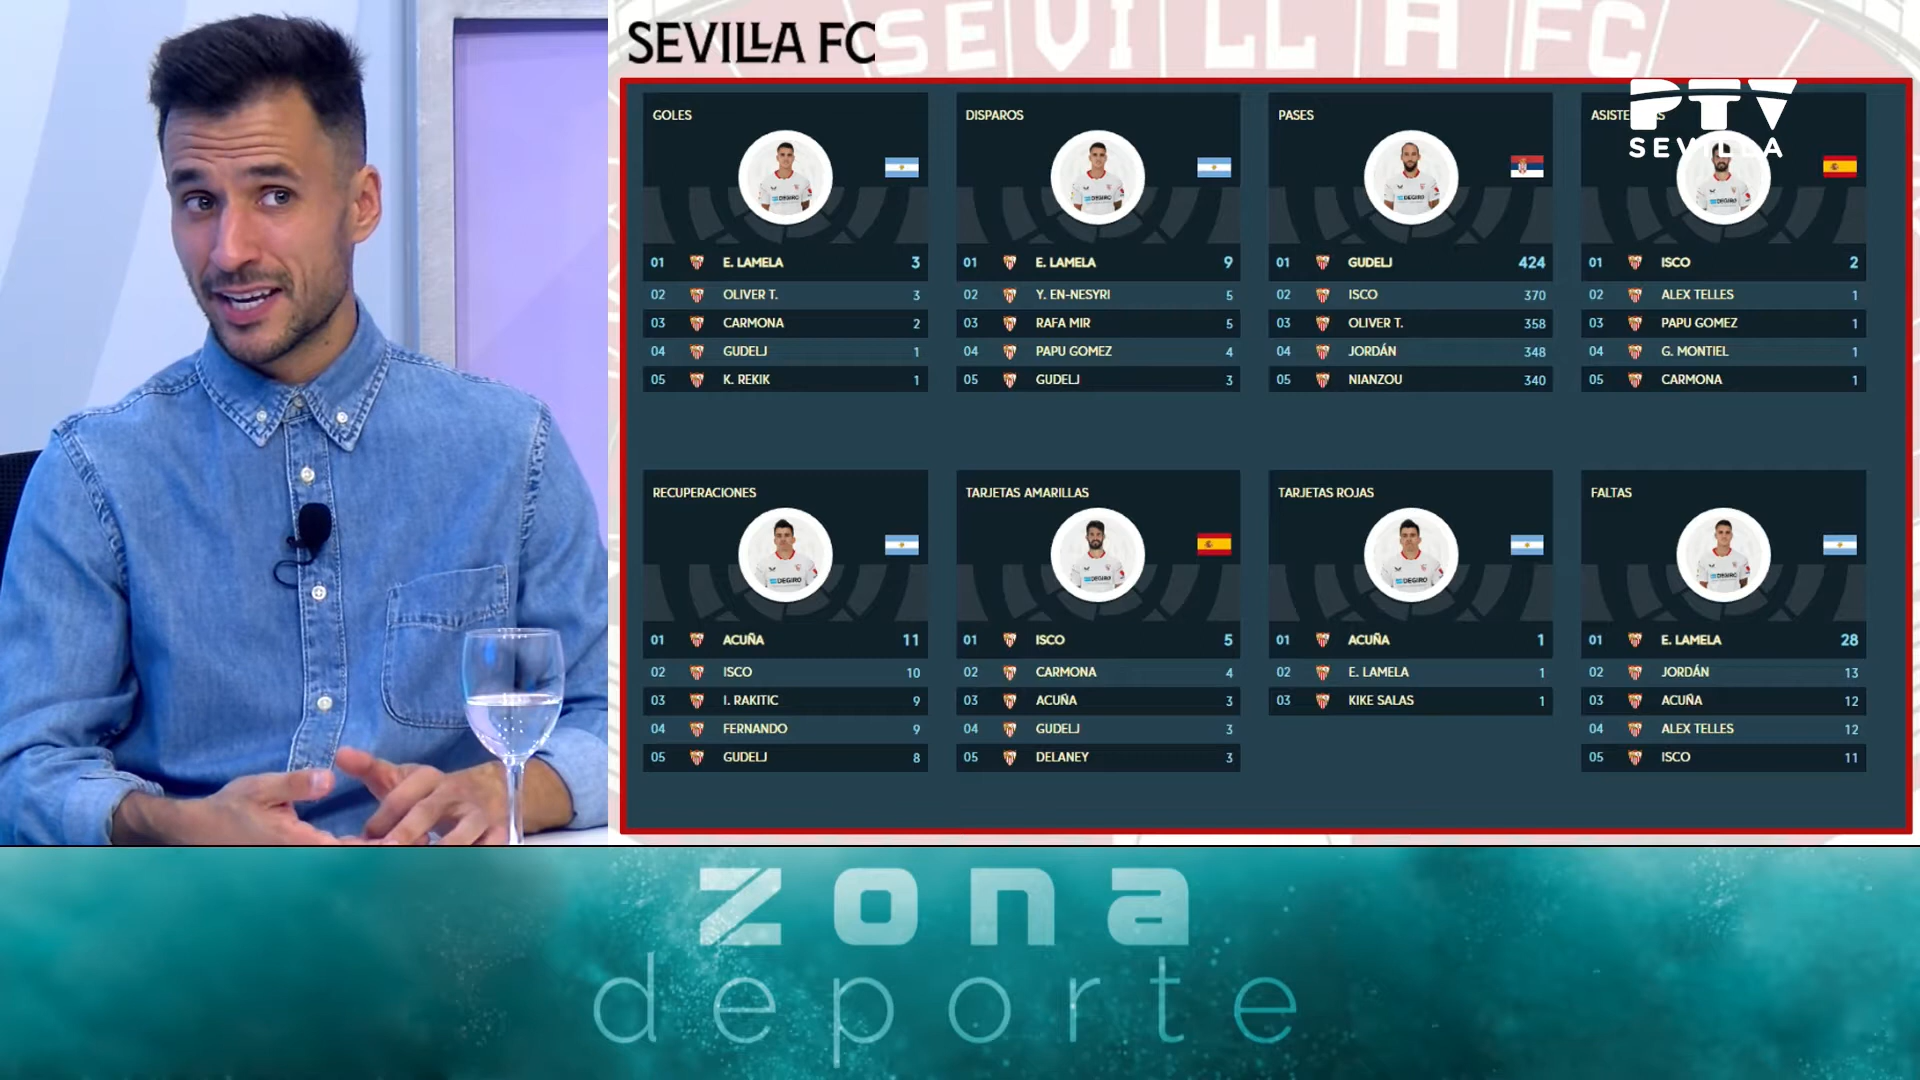 SEVILLA FC
SEVILLA FC
PTV
SEVILLA
GOLES
01 E. LAMELA 3
02 OLIVER T. 3
03 CARMONA 2
04 GUDELJ 1
05 K. REKIK 1
DISPAROS
01 E. LAMELA 9
02 Y. EN-NESYRI 5
03 RAFA MIR 5
04 PAPU GOMEZ 4
05 GUDELJ 3
PASES
01 GUDELJ 424
02 ISCO 370
03 OLIVER T. 358
04 JORDÁN 348
05 NIANZOU 340
01 ISCO 2
02 ALEX TELLES 1
03 PAPU GOMEZ 1
04 G. MONTIEL 1
05 CARMONA 1
RECUPERACIONES
01 ACUÑA 11
02 ISCO 10
03 I. RAKITIC 9
04 FERNANDO 9
05 GUDELJ 8
TARJETAS AMARILLAS
01 ISCO 5
02 CARMONA 4
03 ACUÑA 3
04 GUDELJ 3
05 DELANEY 3
TARJETAS ROJAS
01 ACUÑA 1
02 E. LAMELA 1
03 KIKE SALAS 1
FALTAS
01 E. LAMELA 28
02 JORDÁN 13
03 ACUÑA 12
04 ALEX TELLES 12
05 ISCO 11
zona
deporte